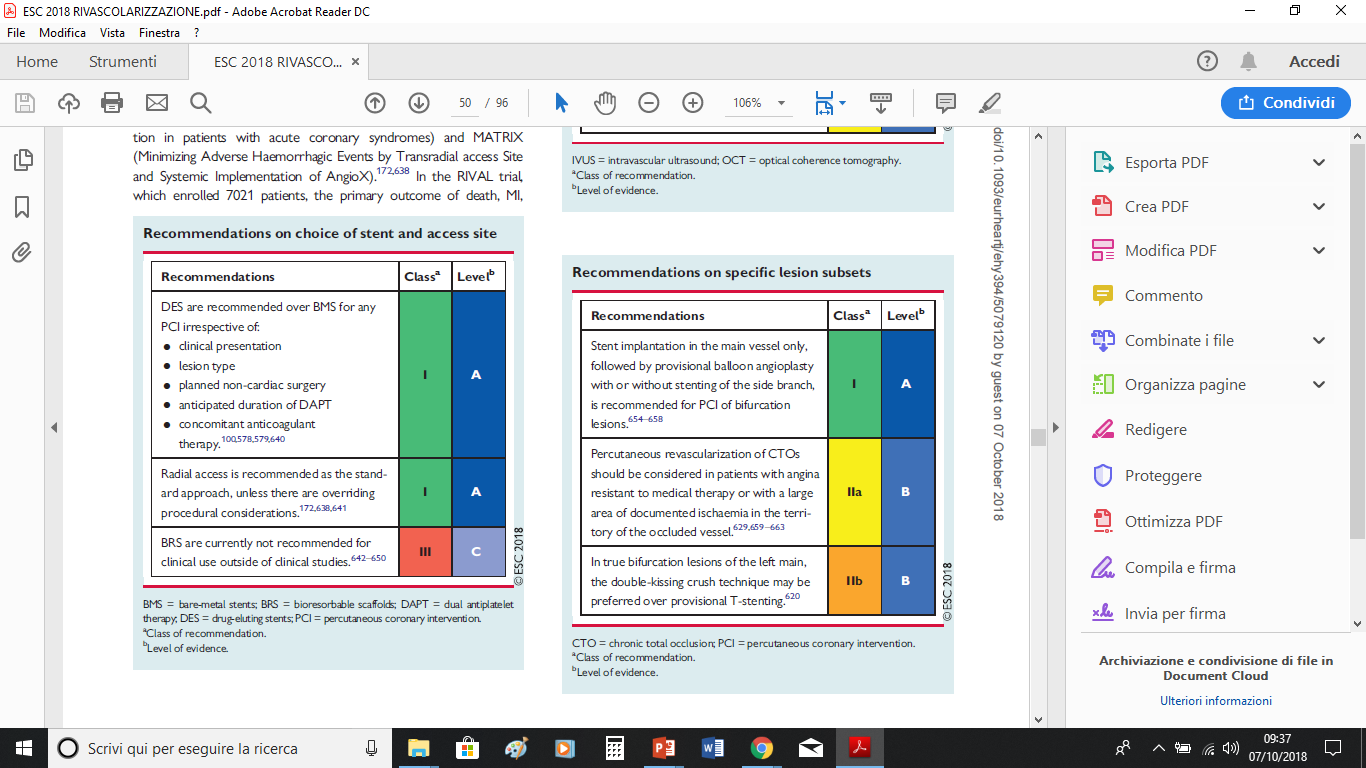 ESC 2018 RIVASCOLARIZZAZIONE.pdf - Adobe Acrobat Reader DC
File Modifica Vista Finestra ?
Home Strumenti ESC 2018 RIVASCO... × Accedi
50 / 96 106% Condividi
tion in patients with acute coronary syndromes) and MATRIX
(Minimizing Adverse Haemorrhagic Events by Transradial access Site
and Systemic Implementation of AngioX).172,638 In the RIVAL trial,
which enrolled 7021 patients, the primary outcome of death, MI,
Recommendations on choice of stent and access site
Recommendations Classa Levelb
DES are recommended over BMS for any
PCI irrespective of:
● clinical presentation
● lesion type
● planned non-cardiac surgery
● anticipated duration of DAPT
● concomitant anticoagulant
therapy.100,578,579,640
I A
Radial access is recommended as the stand-
ard approach, unless there are overriding
procedural considerations.172,638,641
I A
BRS are currently not recommended for
clinical use outside of clinical studies.642–650
III C
© ESC 2018
BMS = bare-metal stents; BRS = bioresorbable scaffolds; DAPT = dual antiplatelet
therapy; DES = drug-eluting stents; PCI = percutaneous coronary intervention.
aClass of recommendation.
bLevel of evidence.
IVUS = intravascular ultrasound; OCT = optical coherence tomography.
aClass of recommendation.
bLevel of evidence.
Recommendations on specific lesion subsets
Recommendations Classa Levelb
Stent implantation in the main vessel only,
followed by provisional balloon angioplasty
with or without stenting of the side branch,
is recommended for PCI of bifurcation
lesions.654–658
I A
Percutaneous revascularization of CTOs
should be considered in patients with angina
resistant to medical therapy or with a large
area of documented ischaemia in the terri-
tory of the occluded vessel.629,659–663
IIa B
In true bifurcation lesions of the left main,
the double-kissing crush technique may be
preferred over provisional T-stenting.620
IIb B
© ESC 2018
CTO = chronic total occlusion; PCI = percutaneous coronary intervention.
aClass of recommendation.
bLevel of evidence.
doi/10.1093/eurheartj/ehy394/5079120 by guest on 07 October 2018
Esporta PDF
Crea PDF
Modifica PDF
Commento
Combinate i file
Organizza pagine
Redigere
Proteggere
Ottimizza PDF
Compila e firma
Invia per firma
Archiviazione e condivisione di file in
Document Cloud
Ulteriori informazioni
Scrivi qui per eseguire la ricerca
09:37
07/10/2018